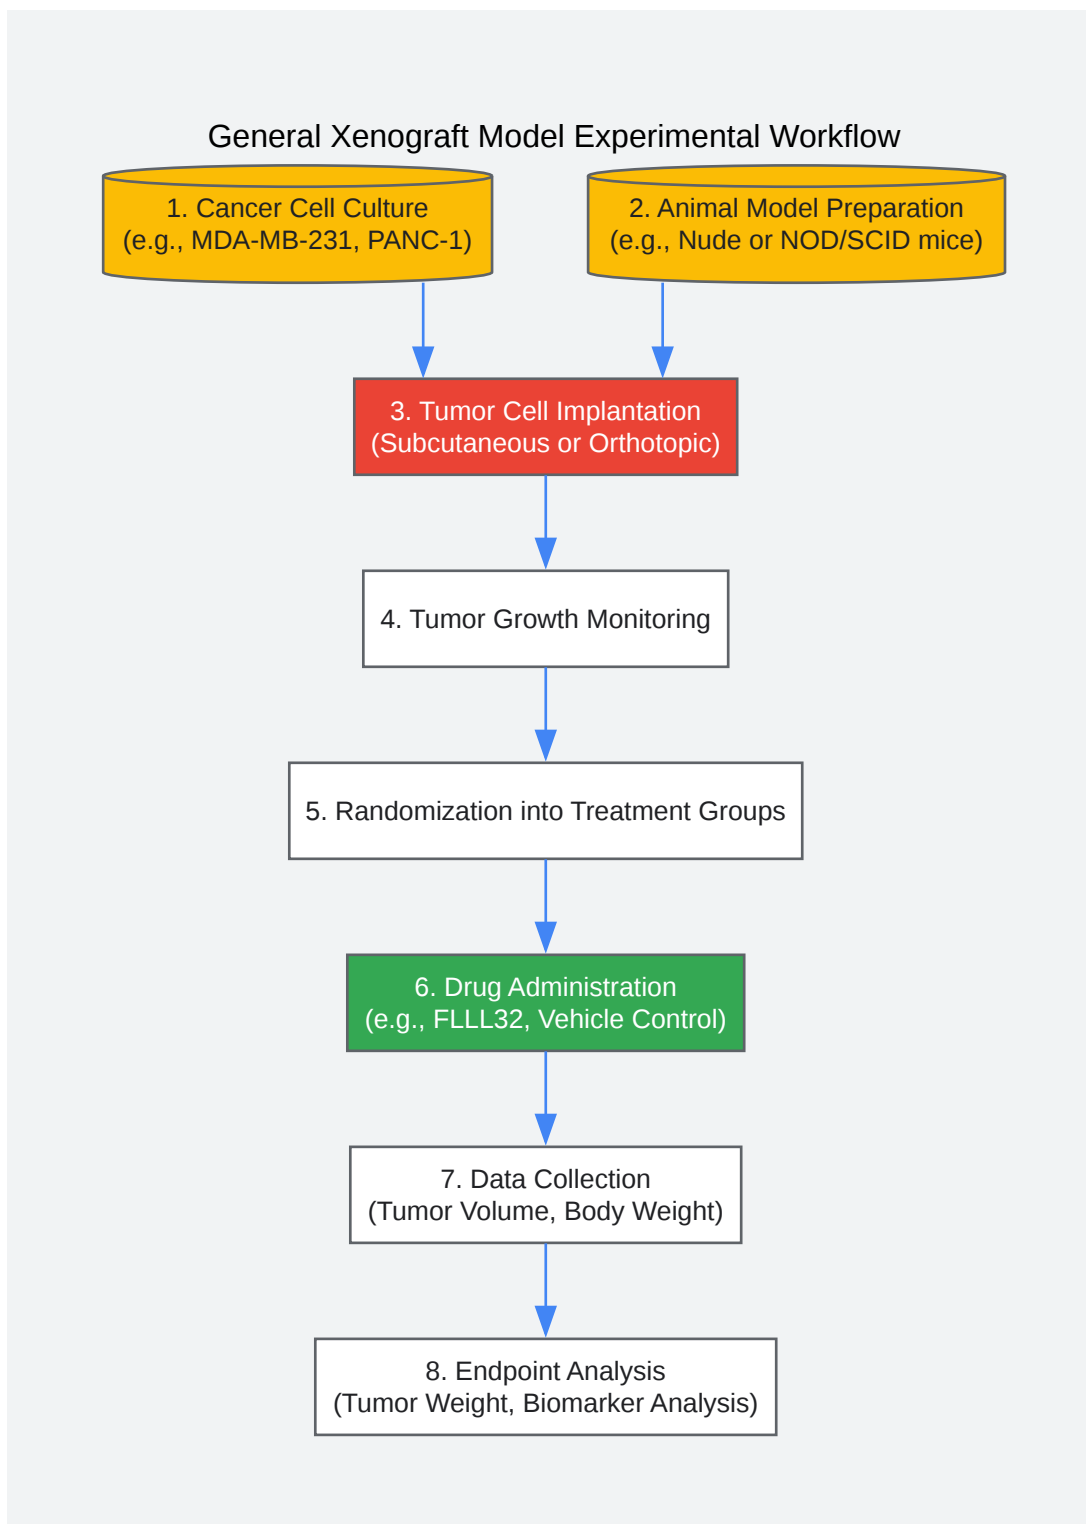 General Xenograft Model Experimental Workflow
1. Cancer Cell Culture
(e.g., MDA-MB-231, PANC-1)
2. Animal Model Preparation
(e.g., Nude or NOD/SCID mice)
3. Tumor Cell Implantation
(Subcutaneous or Orthotopic)
4. Tumor Growth Monitoring
5. Randomization into Treatment Groups
6. Drug Administration
(e.g., FLLL32, Vehicle Control)
7. Data Collection
(Tumor Volume, Body Weight)
8. Endpoint Analysis
(Tumor Weight, Biomarker Analysis)